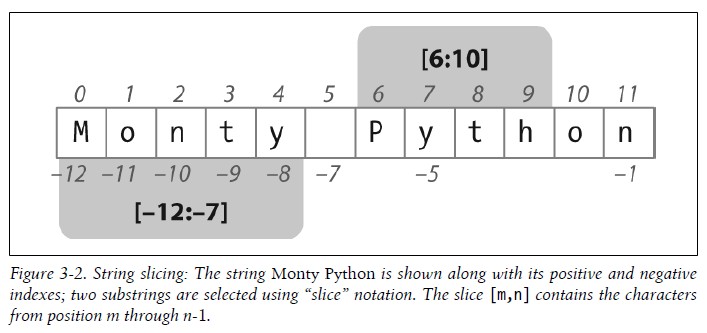 [6:10]
0 1 2 3 4 5 6 7 8 9 10 11
M o n t y P y t h o n
–12 –11 –10 –9 –8 –7 –5 –1
[–12:–7]
Figure 3-2. String slicing: The string Monty Python is shown along with its positive and negative
indexes; two substrings are selected using “slice” notation. The slice [m,n] contains the characters
from position m through n-1.